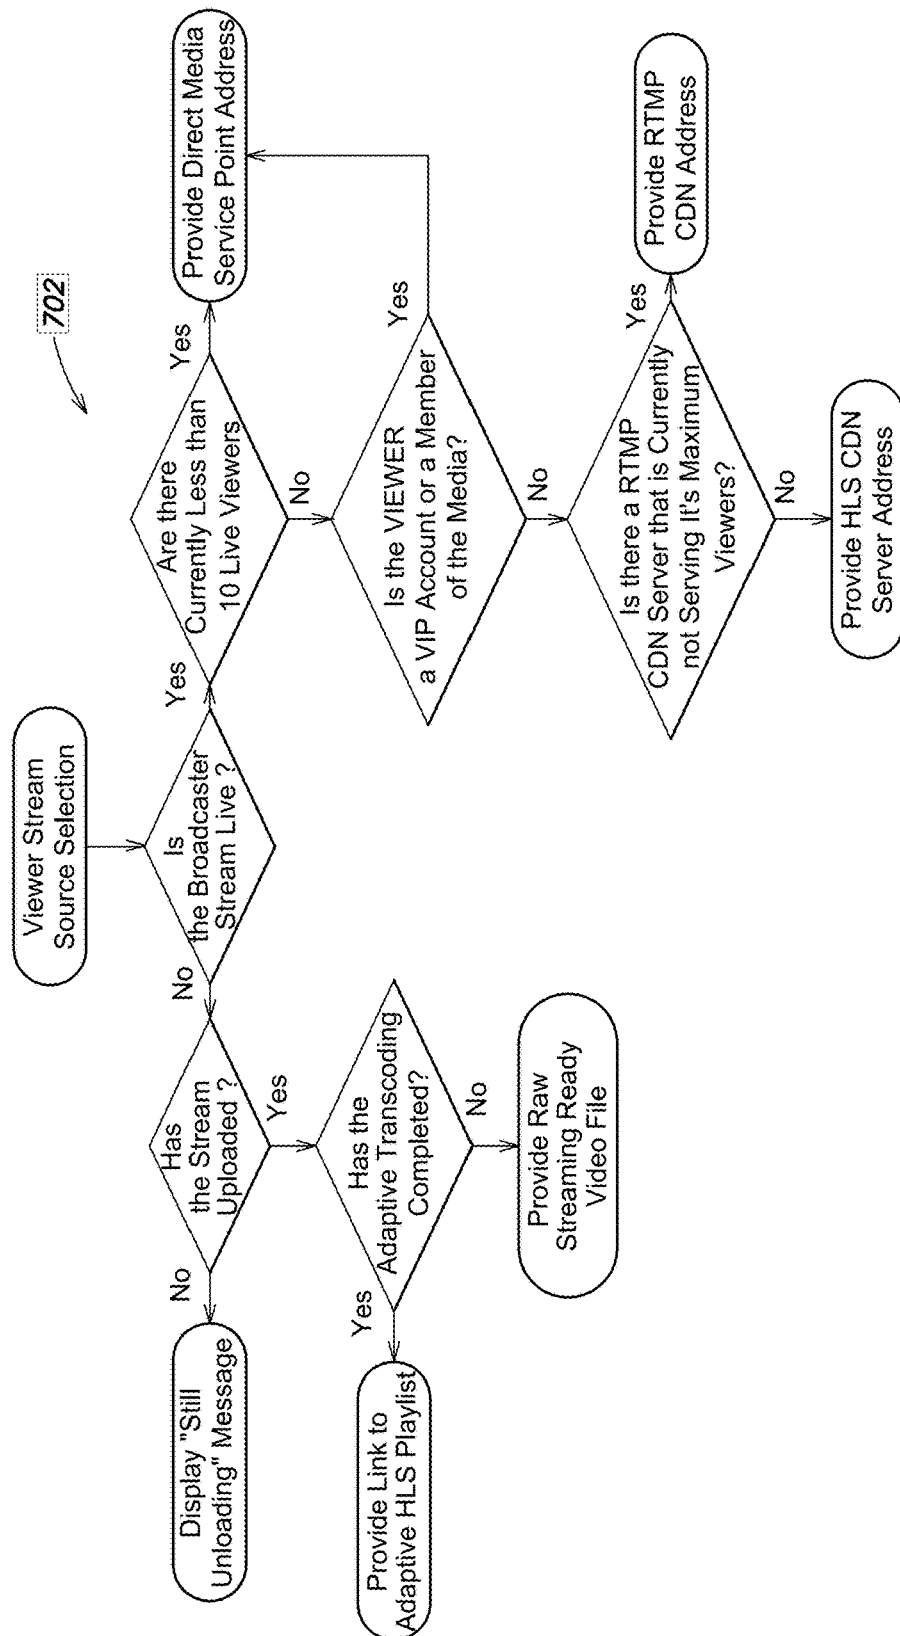 702
Viewer Stream
Source Selection
Is
the Broadcaster
Stream Live ?
No
Yes
Has
the Stream
Uploaded ?
No
Yes
Display "Still
Unloading" Message
Has the
Adaptive Transcoding
Completed?
Yes
No
Provide Link to
Adaptive HLS Playlist
Provide Raw
Streaming Ready
Video File
Are there
Currently Less than
10 Live Viewers
Yes
No
Provide Direct Media
Service Point Address
Is the VIEWER
a VIP Account or a Member
of the Media?
Yes
No
Is there a RTMP
CDN Server that is Currently
not Serving It's Maximum
Viewers?
Yes
No
Provide RTMP
CDN Address
Provide HLS CDN
Server Address